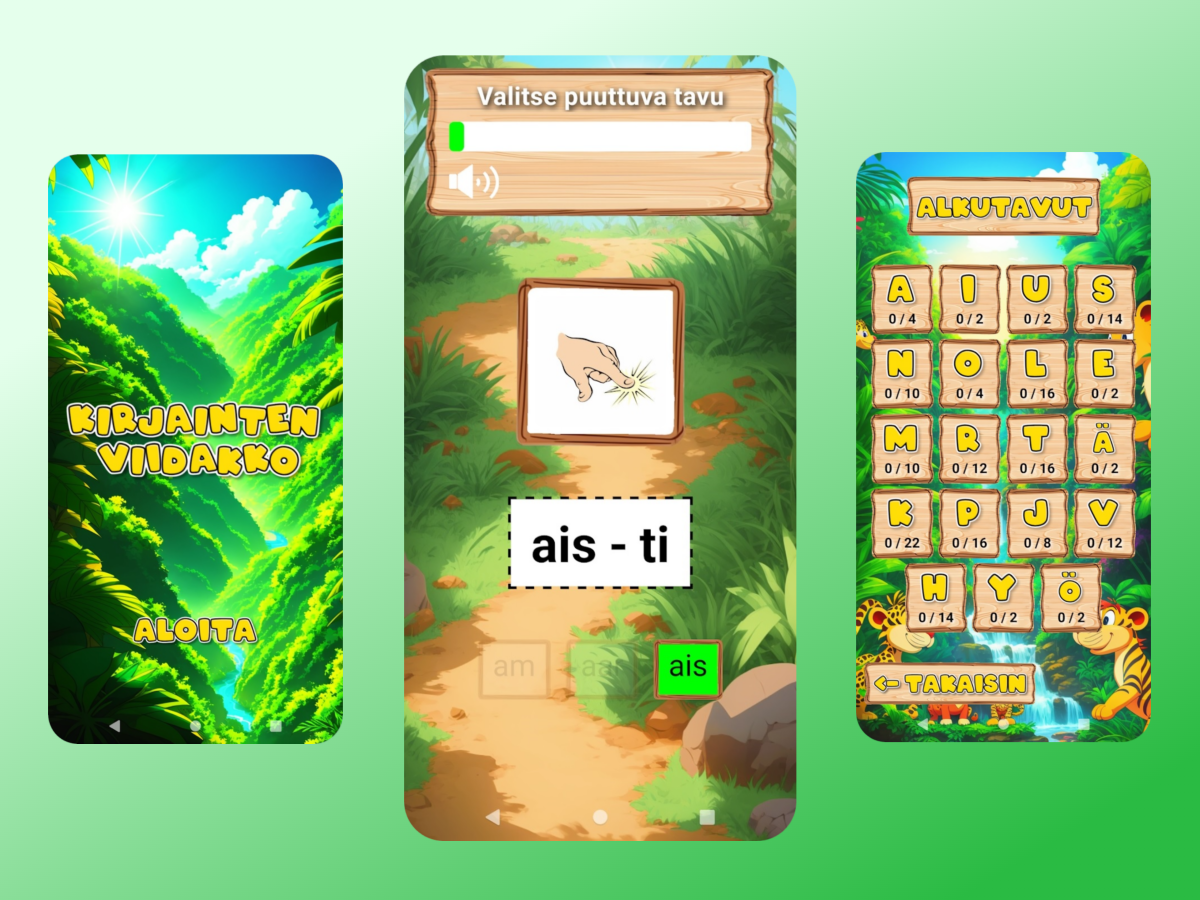 KIRJAINTEN
VIIDAKKO
ALOITA
Valitse puuttuva tavu
ais - ti
am
ais
ALKUTAVUT
A I U S
0 / 4 0 / 2 0 / 2 0 / 14
N O L E
0 / 10 0 / 4 0 / 16 0 / 2
M R T Ä
0 / 10 0 / 12 0 / 16 0 / 2
K P J V
0 / 22 0 / 16 0 / 8 0 / 12
H Y Ö
0 / 14 0 / 2 0 / 2
<- TAKAISIN